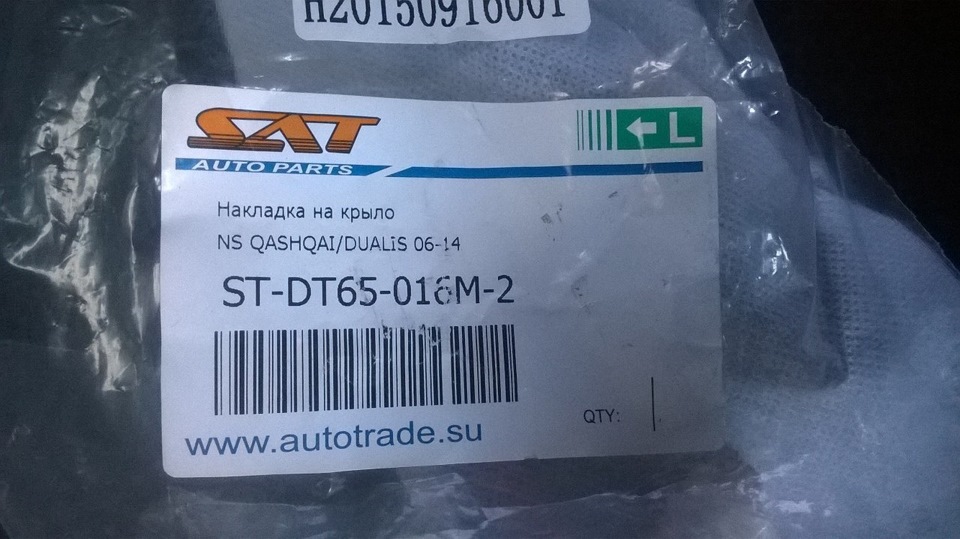 H20150916001
SAT
L
AUTO PARTS
Накладка на крыло
NS QASHQAI/DUALiS 06-14
ST-DT65-016M-2
QTY:
www.autotrade.su